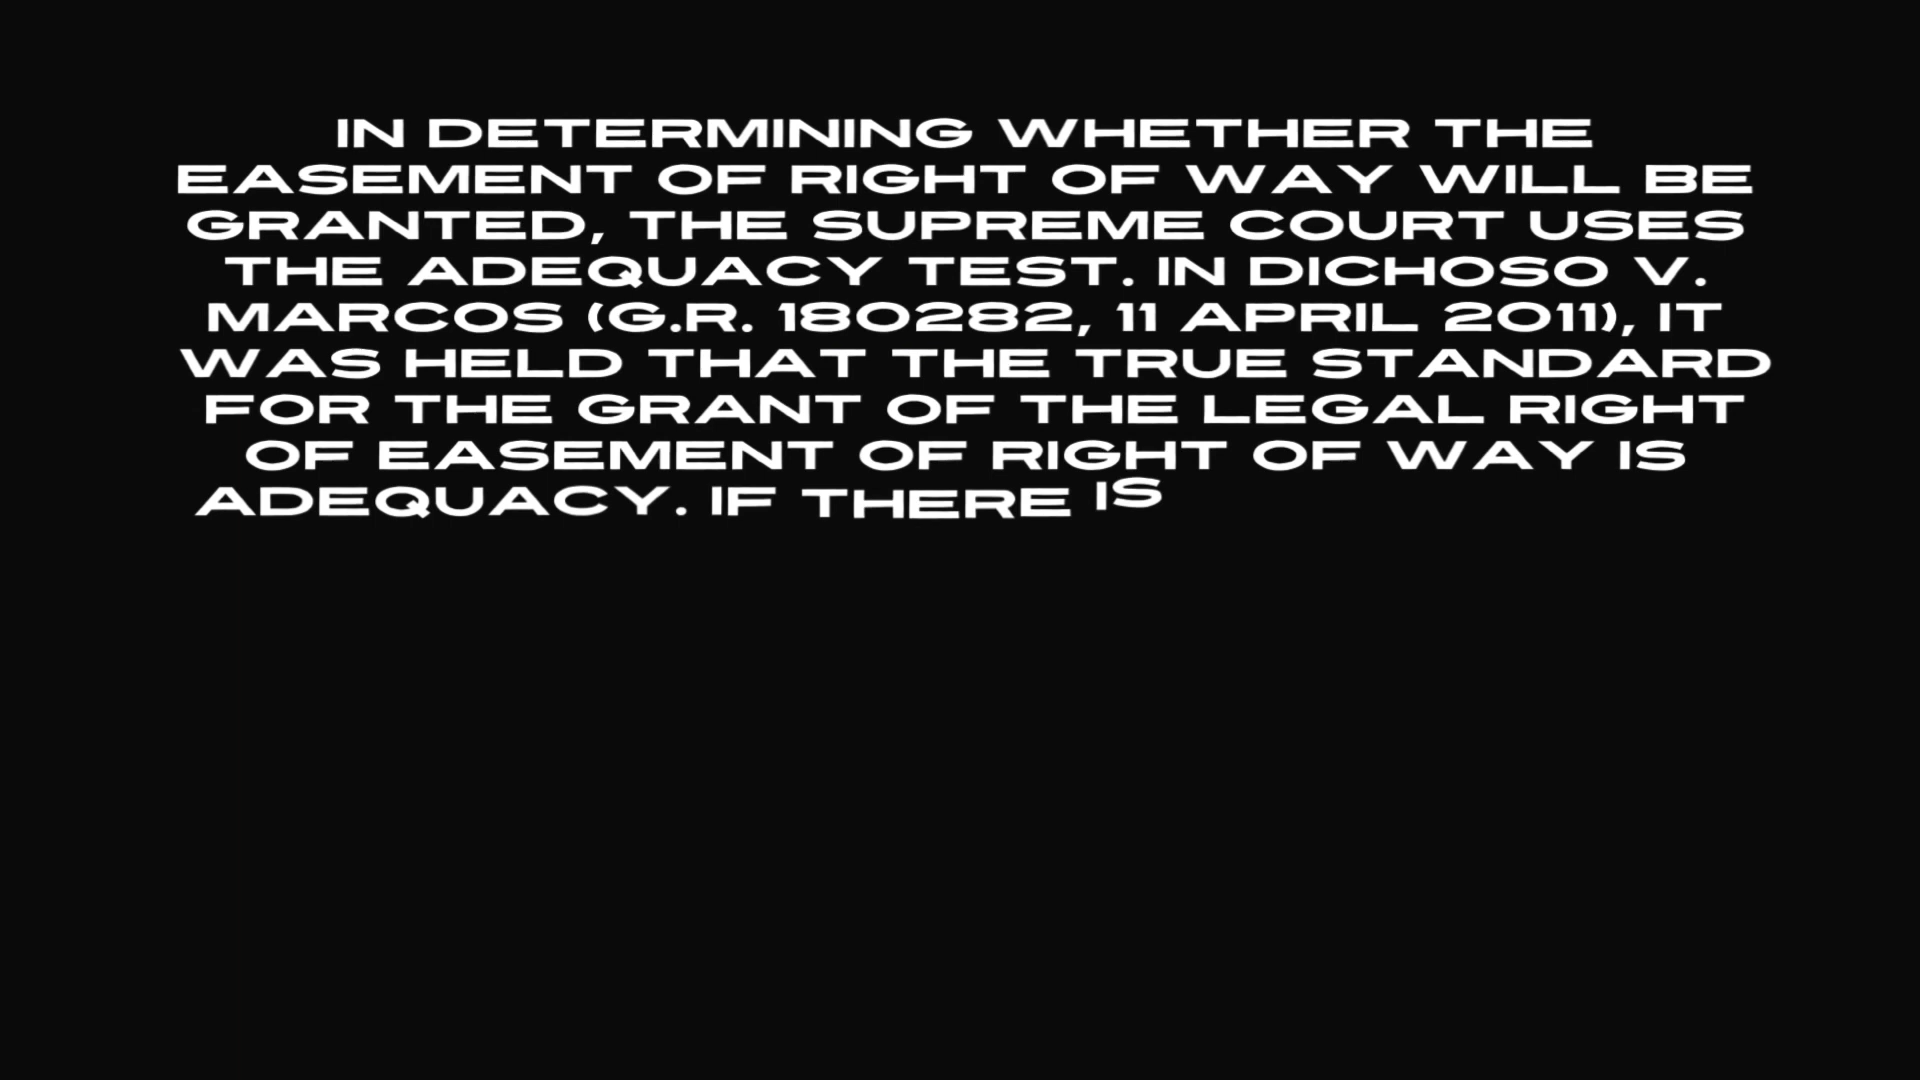 IN DETERMINING WHETHER THE
EASEMENT OF RIGHT OF WAY WILL BE
GRANTED, THE SUPREME COURT USES
THE ADEQUACY TEST. IN DICHOSO V.
MARCOS (G.R. 180282, 11 APRIL 2011), IT
WAS HELD THAT THE TRUE STANDARD
FOR THE GRANT OF THE LEGAL RIGHT
OF EASEMENT OF RIGHT OF WAY IS
ADEQUACY. IF THERE IS